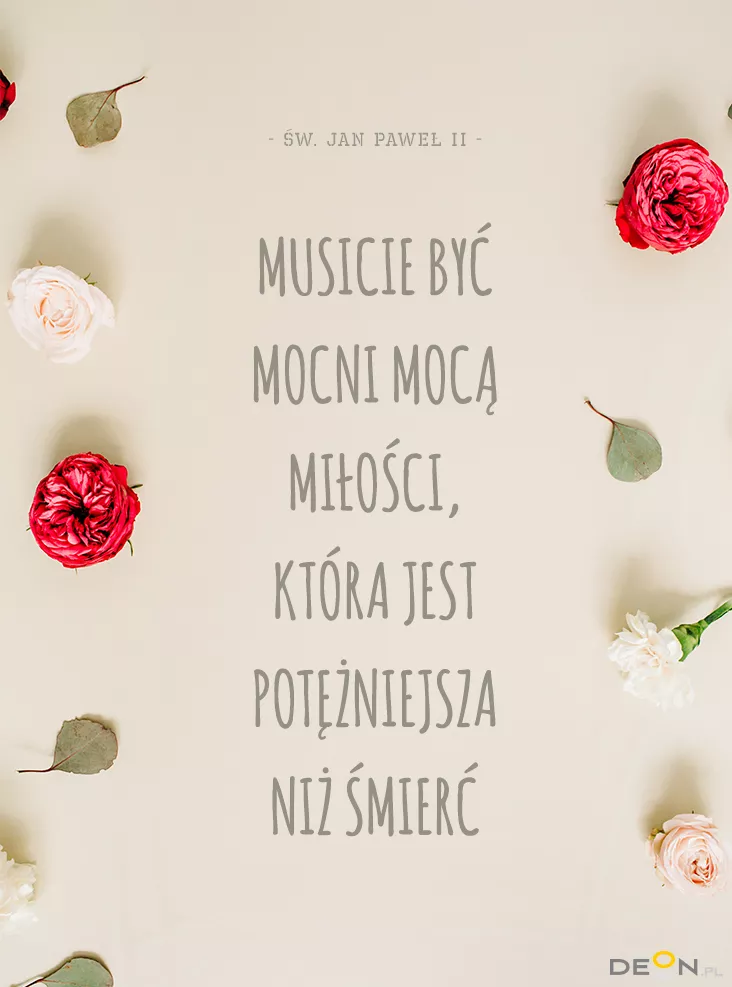 - ŚW. JAN PAWEŁ II -
MUSICIE BYĆ
MOCNI MOCĄ
MIŁOŚCI,
KTÓRA JEST
POTĘŻNIEJSZA
NIŻ ŚMIERĆ
DEON.PL